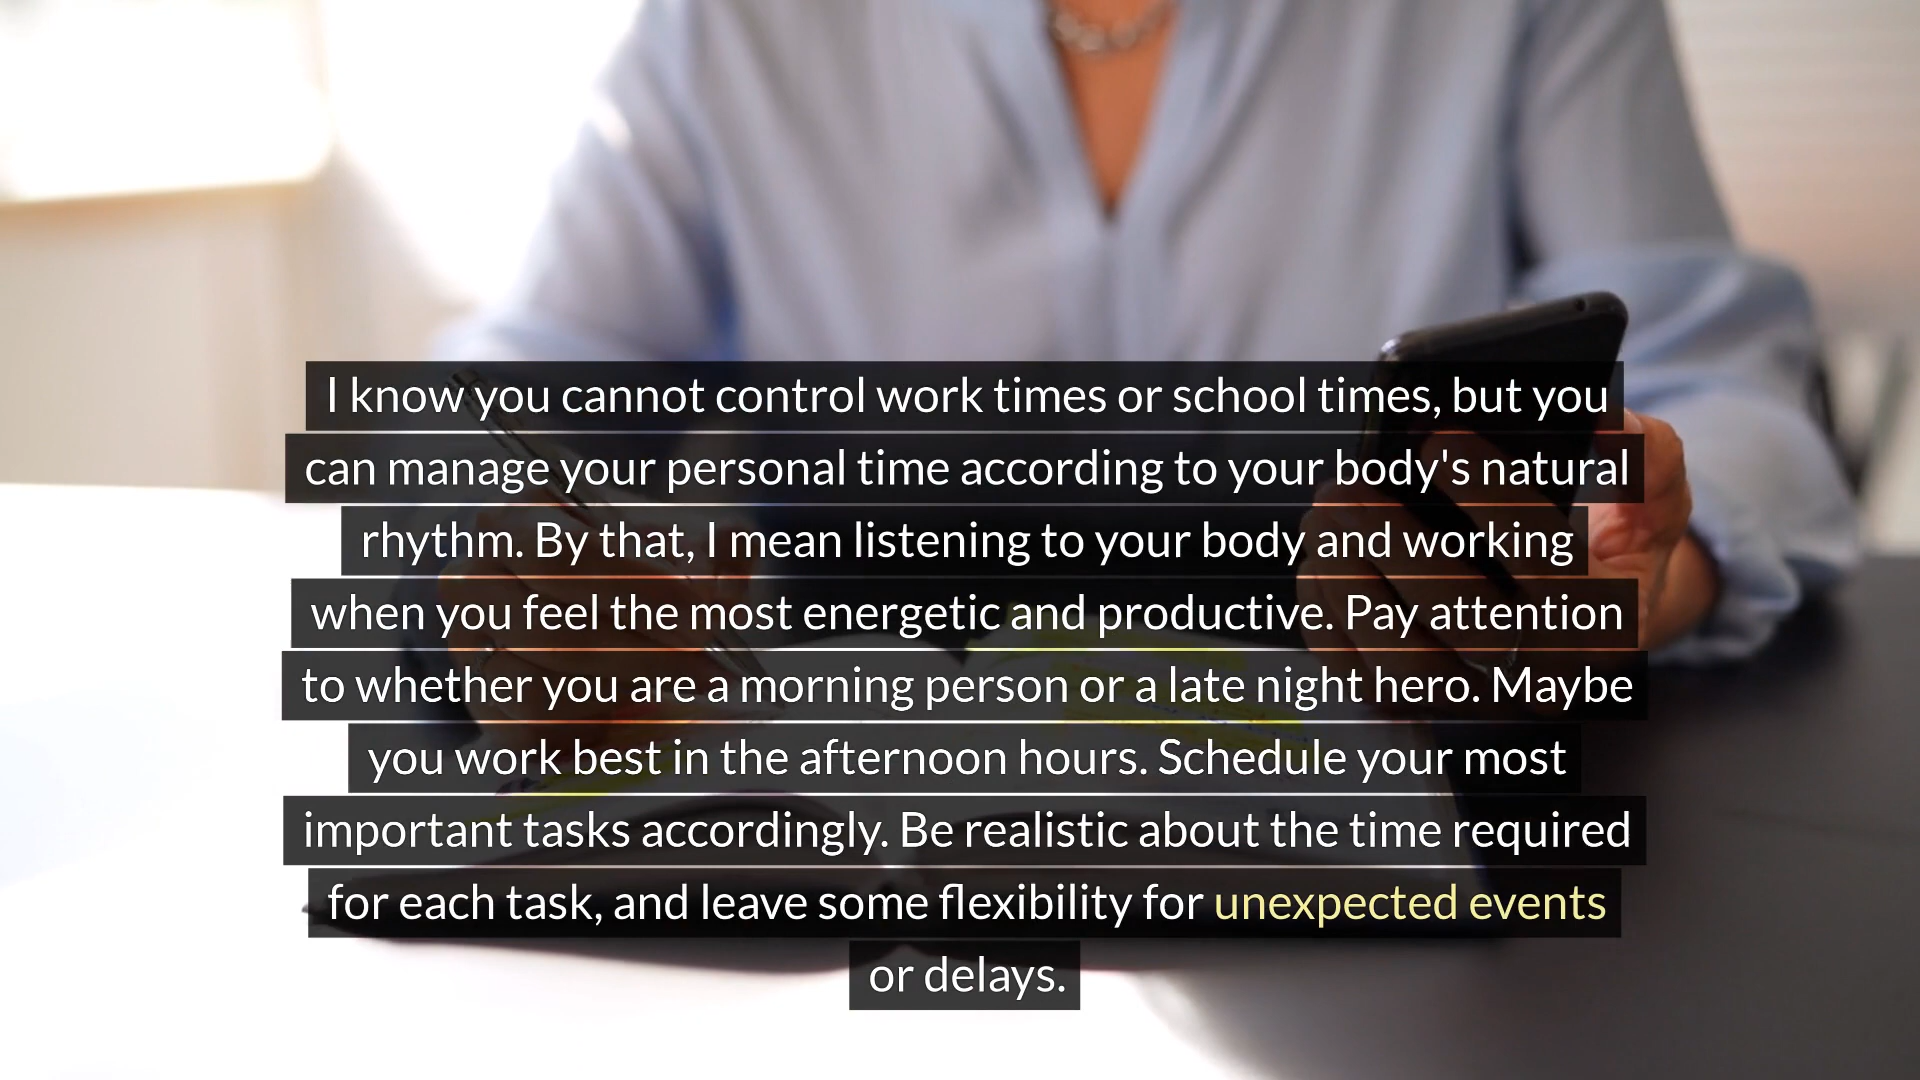 I know you cannot control work times or school times, but you
can manage your personal time according to your body's natural
rhythm. By that, I mean listening to your body and working
when you feel the most energetic and productive. Pay attention
to whether you are a morning person or a late night hero. Maybe
you work best in the afternoon hours. Schedule your most
important tasks accordingly. Be realistic about the time required
for each task, and leave some flexibility for unexpected events
or delays.